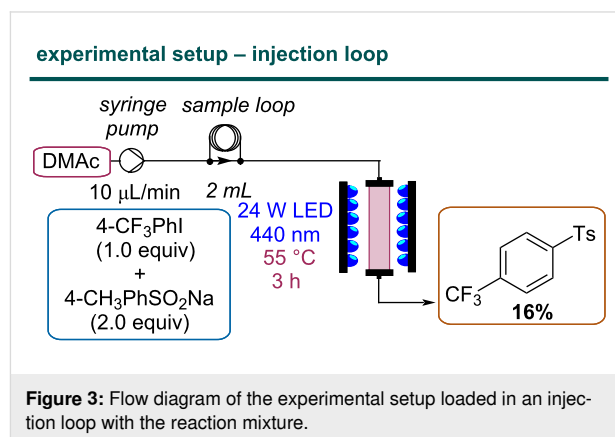 experimental setup – injection loop
syringe
pump
sample loop
DMAc
10 µL/min
2 mL
4-CF₃PhI
(1.0 equiv)
+
4-CH₃PhSO₂Na
(2.0 equiv)
24 W LED
440 nm
55 °C
3 h
Ts
CF₃
16%
Figure 3: Flow diagram of the experimental setup loaded in an injec-
tion loop with the reaction mixture.